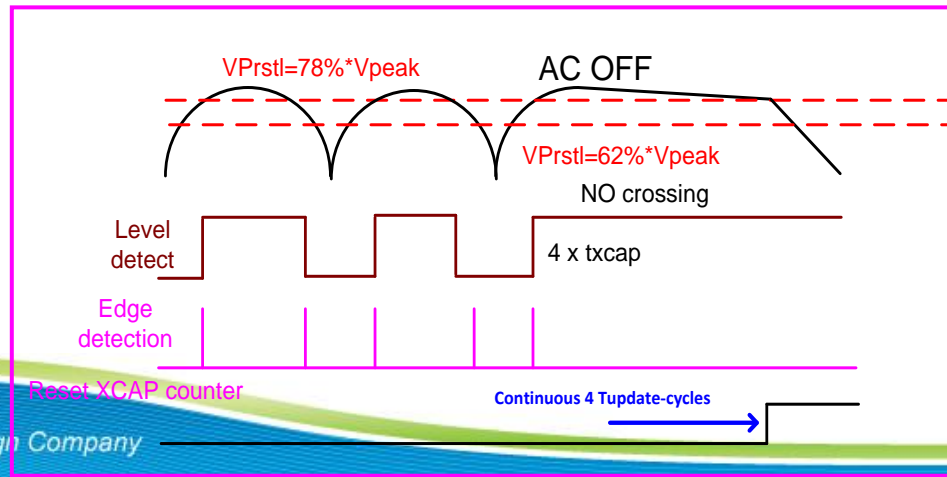 VPrstl=78%*Vpeak
AC OFF
VPrstl=62%*Vpeak
NO crossing
Level
detect
4 x txcap
Edge
detection
Reset XCAP counter
Continuous 4 Tupdate-cycles
gn Company